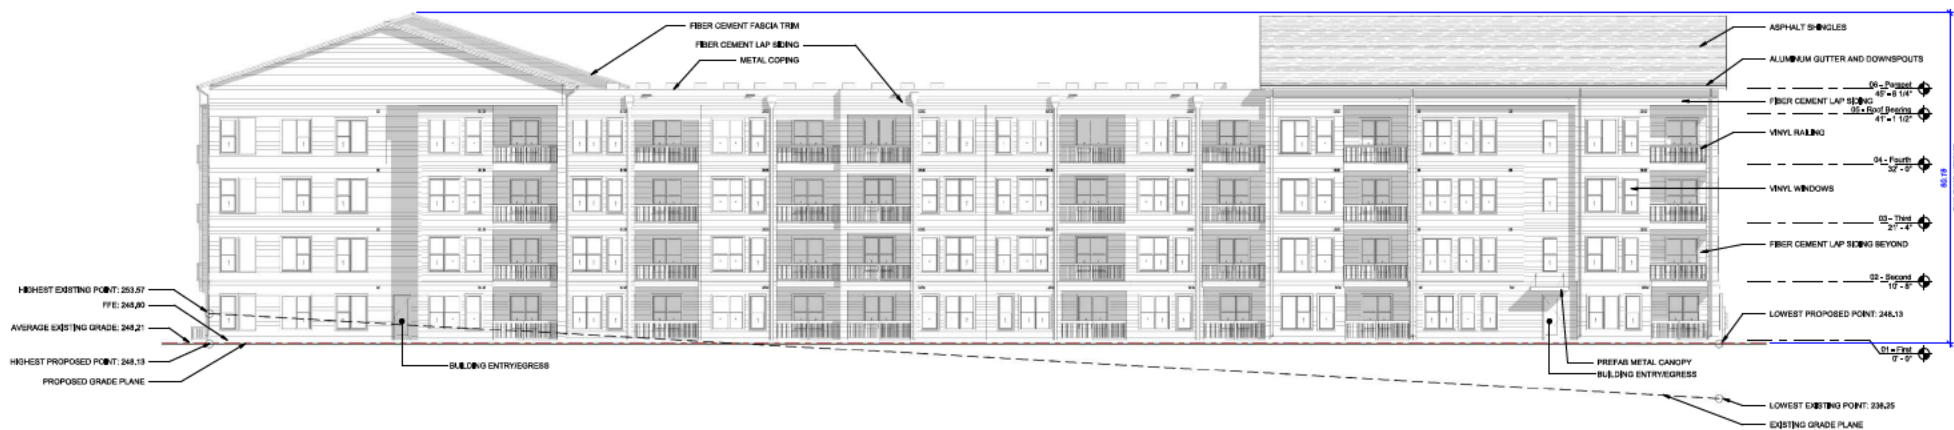 FIBER CEMENT FASCIA TRIM
FIBER CEMENT LAP SIDING
METAL COPING
ASPHALT SHINGLES
ALUMINUM GUTTER AND DOWNSPOUTS
06 - Parapet
45' - 6 1/4"
FIBER CEMENT LAP SIDING
05 - Roof Bearing
41' - 1 1/2"
VINYL RAILING
04 - Fourth
32' - 0"
VINYL WINDOWS
03 - Third
21' - 4"
FIBER CEMENT LAP SIDING BEYOND
02 - Second
10' - 8"
HIGHEST EXISTING POINT: 253.57
FFE: 248.80
AVERAGE EXISTING GRADE: 248.21
HIGHEST PROPOSED POINT: 248.13
PROPOSED GRADE PLANE
BUILDING ENTRY/EGRESS
LOWEST PROPOSED POINT: 248.13
01 - First
0' - 0"
PREFAB METAL CANOPY
BUILDING ENTRY/EGRESS
LOWEST EXISTING POINT: 238.25
EXISTING GRADE PLANE